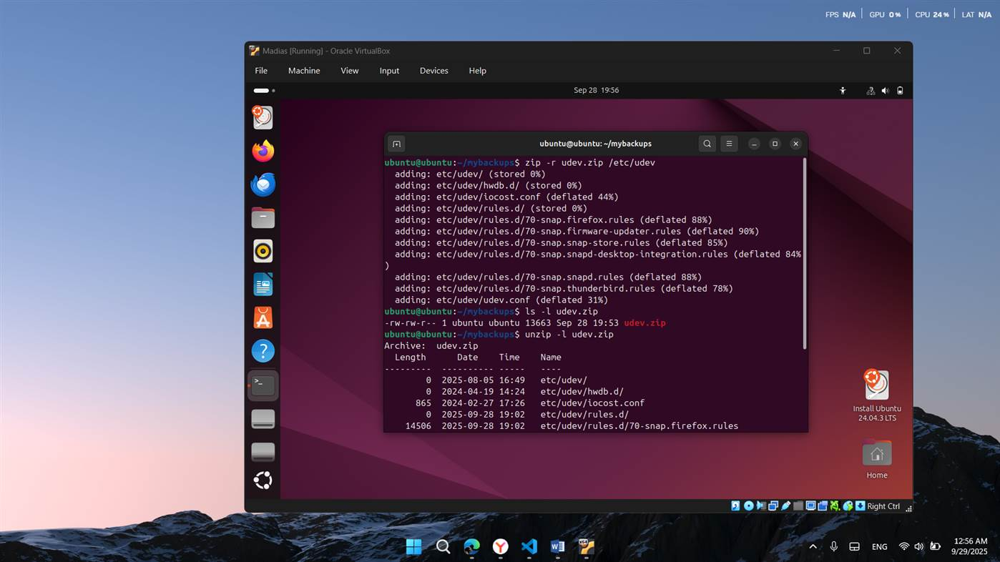 FPS N/A GPU 0% CPU 24% LAT N/A
Madias [Running] - Oracle VirtualBox
File Machine View Input Devices Help
Sep 28 19:56
ubuntu@ubuntu: ~/mybackups
ubuntu@ubuntu:~/mybackups$ zip -r udev.zip /etc/udev
  adding: etc/udev/ (stored 0%)
  adding: etc/udev/hwdb.d/ (stored 0%)
  adding: etc/udev/iocost.conf (deflated 44%)
  adding: etc/udev/rules.d/ (stored 0%)
  adding: etc/udev/rules.d/70-snap.firefox.rules (deflated 88%)
  adding: etc/udev/rules.d/70-snap.firmware-updater.rules (deflated 90%)
  adding: etc/udev/rules.d/70-snap.snap-store.rules (deflated 85%)
  adding: etc/udev/rules.d/70-snap.snapd-desktop-integration.rules (deflated 84%
)
  adding: etc/udev/rules.d/70-snap.snapd.rules (deflated 88%)
  adding: etc/udev/rules.d/70-snap.thunderbird.rules (deflated 78%)
  adding: etc/udev/udev.conf (deflated 31%)
ubuntu@ubuntu:~/mybackups$ ls -l udev.zip
-rw-rw-r-- 1 ubuntu ubuntu 13663 Sep 28 19:53 udev.zip
ubuntu@ubuntu:~/mybackups$ unzip -l udev.zip
Archive:  udev.zip
  Length      Date    Time    Name
---------  ---------- -----   ----
        0  2025-08-05 16:49   etc/udev/
        0  2024-04-19 14:24   etc/udev/hwdb.d/
      865  2024-02-27 17:26   etc/udev/iocost.conf
        0  2025-09-28 19:02   etc/udev/rules.d/
    14506  2025-09-28 19:02   etc/udev/rules.d/70-snap.firefox.rules
Install Ubuntu
24.04.3 LTS
Home
Right Ctrl
ENG
12:56 AM
9/29/2025